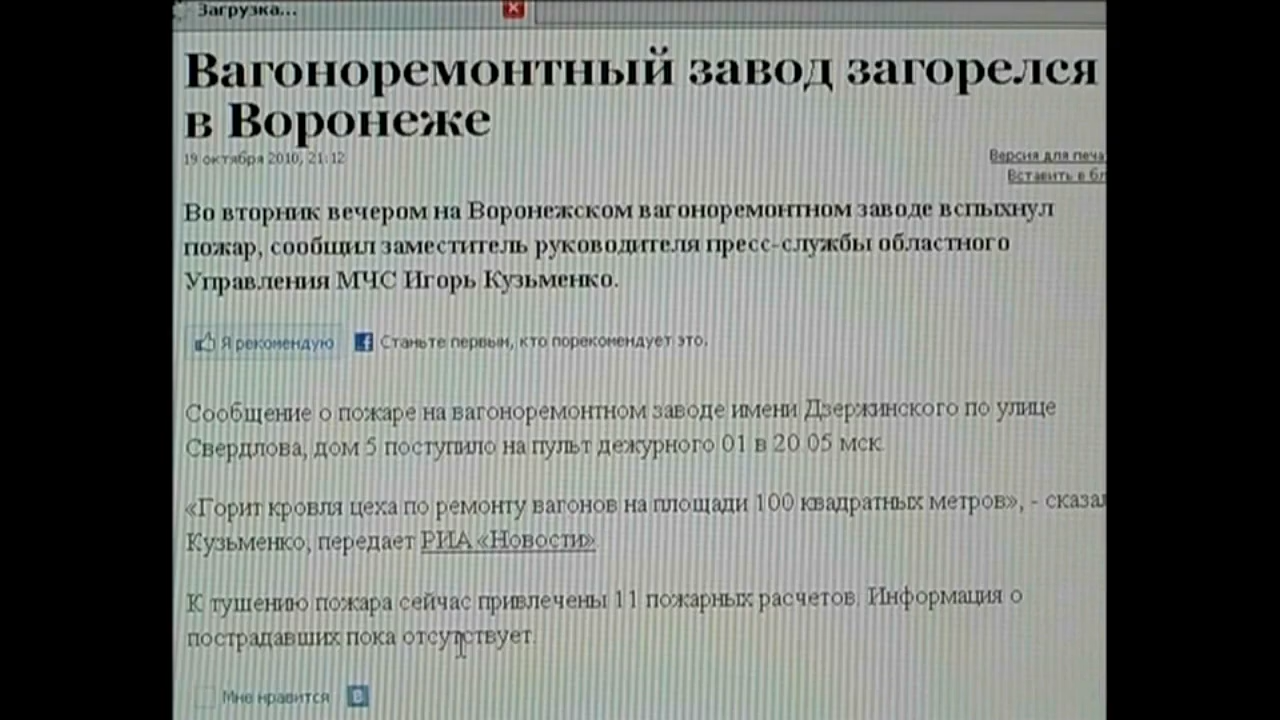 Загрузка...
Вагоноремонтный завод загорелся
в Воронеже
19 октября 2010, 21:12
Версия для печа
Вставить в бл
Во вторник вечером на Воронежском вагоноремонтном заводе вспыхнул
пожар, сообщил заместитель руководителя пресс-службы областного
Управления МЧС Игорь Кузьменко.
Я рекомендую
Станьте первым, кто порекомендует это.
Сообщение о пожаре на вагоноремонтном заводе имени Дзержинского по улице
Свердлова, дом 5 поступило на пульт дежурного 01 в 20 05 мск.
«Горит кровля цеха по ремонту вагонов на площади 100 квадратных метров», - сказал
Кузьменко, передает РИА «Новости»
К тушению пожара сейчас привлечены 11 пожарных расчетов. Информация о
пострадавших пока отсутствует.
Мне нравится В